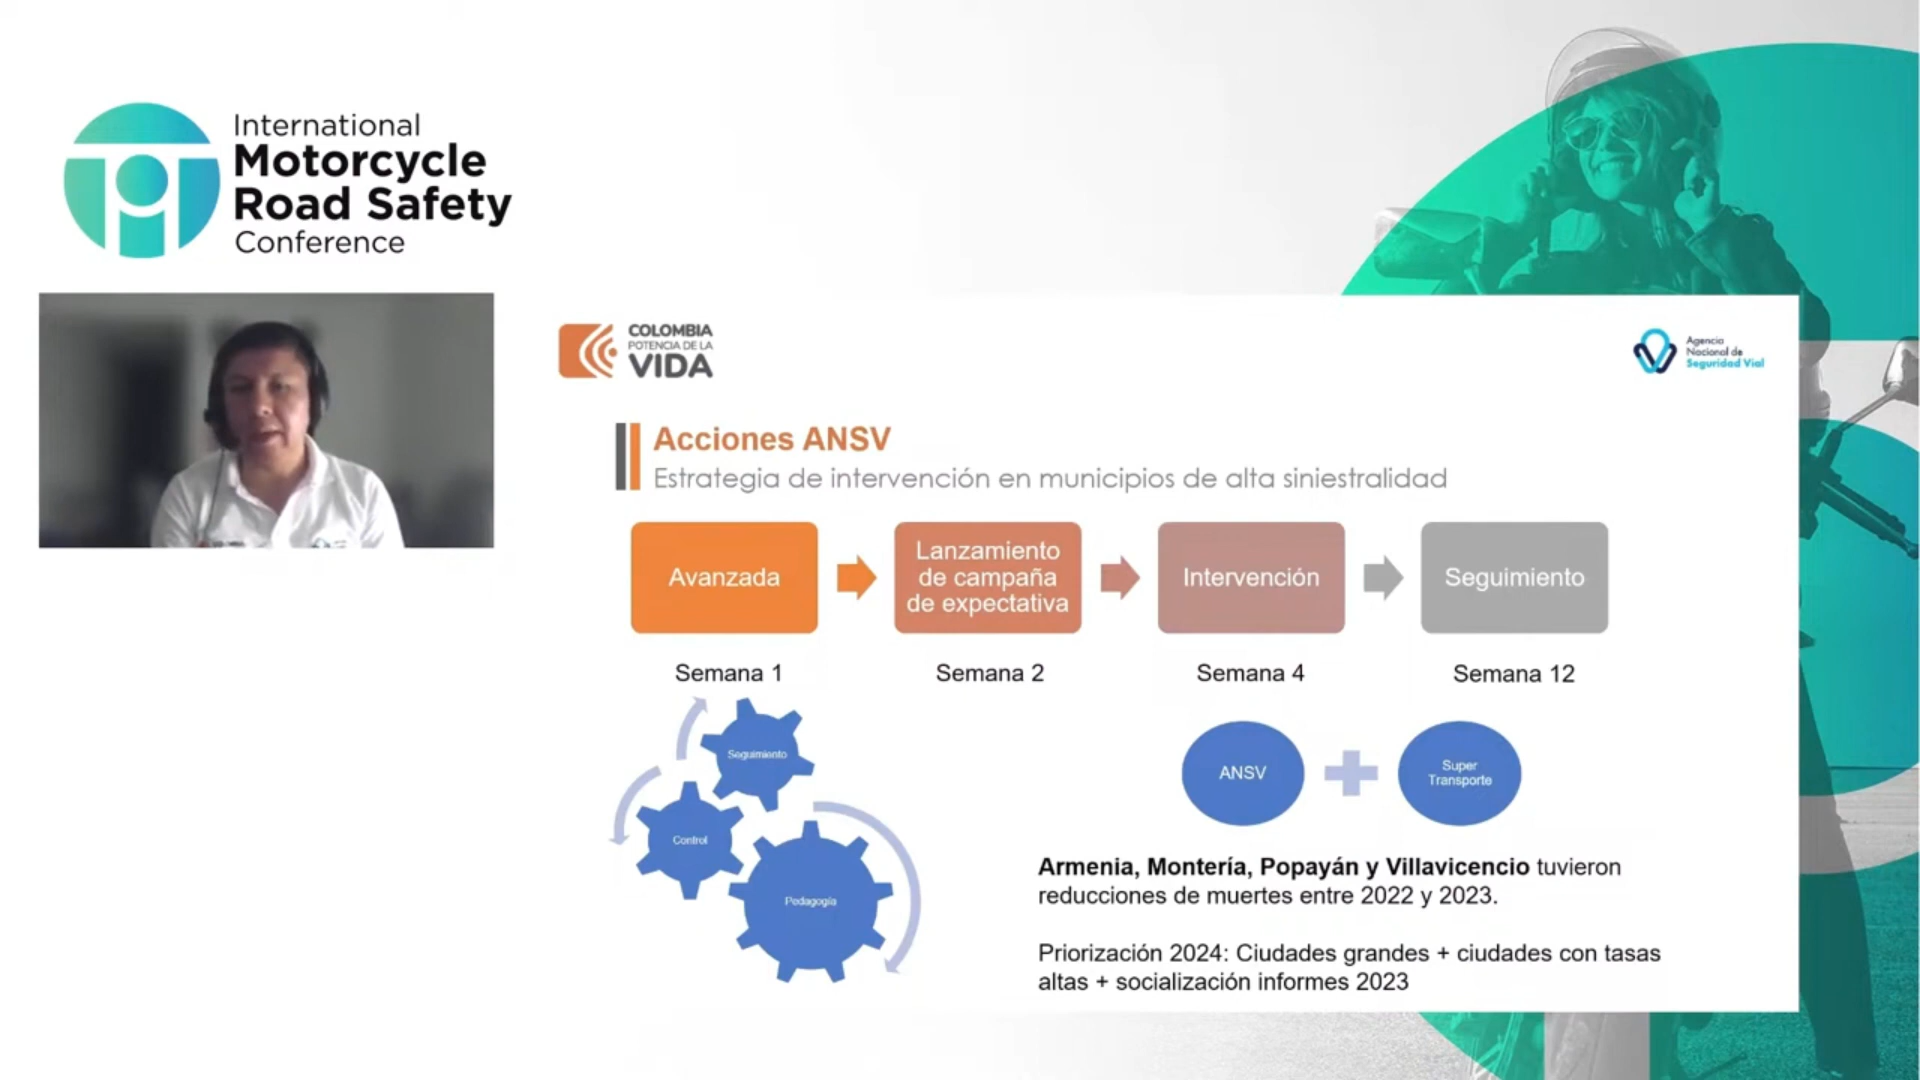 International
Motorcycle
Road Safety
Conference
COLOMBIA
POTENCIA DE LA
VIDA
Agencia
Nacional de
Seguridad Vial
Acciones ANSV
Estrategia de intervención en municipios de alta siniestralidad
Avanzada
Lanzamiento
de campaña
de expectativa
Intervención
Seguimiento
Semana 1
Semana 2
Semana 4
Semana 12
Seguimiento
Control
Pedagogía
ANSV
Super
Transporte
Armenia, Montería, Popayán y Villavicencio tuvieron
reducciones de muertes entre 2022 y 2023.
Priorización 2024: Ciudades grandes + ciudades con tasas
altas + socialización informes 2023